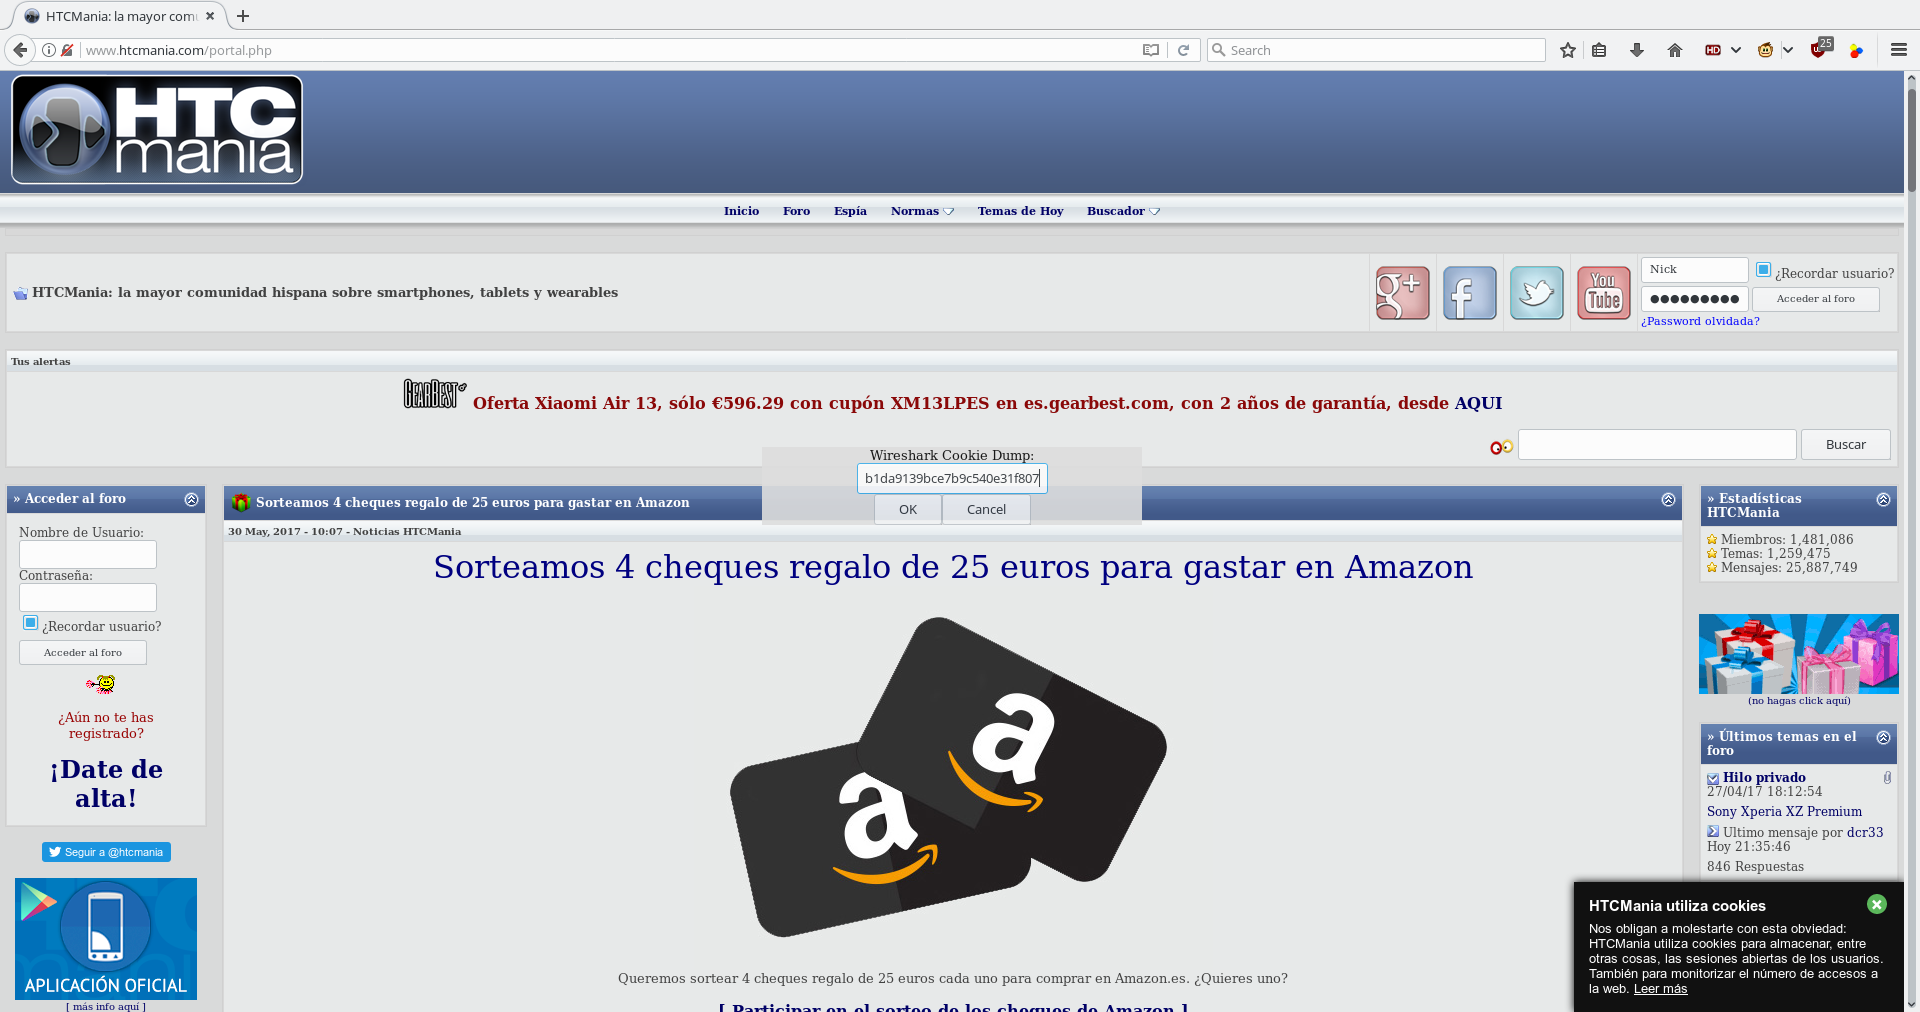 HTCMania: la mayor com
www.htcmania.com/portal.php
Search
HD
25
HTC
mania
Inicio
Foro
Espía
Normas
Temas de Hoy
Buscador
HTCMania: la mayor comunidad hispana sobre smartphones, tablets y wearables
g+
f
You
Tube
Nick
¿Recordar usuario?
Acceder al foro
¿Password olvidada?
Tus alertas
GEARBEST
Oferta Xiaomi Air 13, sólo €596.29 con cupón XM13LPES en es.gearbest.com, con 2 años de garantía, desde AQUI
Buscar
Wireshark Cookie Dump:
b1da9139bce7b9c540e31f807
OK
Cancel
» Acceder al foro
Nombre de Usuario:
Contraseña:
¿Recordar usuario?
Acceder al foro
¿Aún no te has
registrado?
¡Date de
alta!
Seguir a @htcmania
APLICACIÓN OFICIAL
[ más info aquí ]
Sorteamos 4 cheques regalo de 25 euros para gastar en Amazon
30 May, 2017 - 10:07 - Noticias HTCMania
Sorteamos 4 cheques regalo de 25 euros para gastar en Amazon
a
a
Queremos sortear 4 cheques regalo de 25 euros cada uno para comprar en Amazon.es. ¿Quieres uno?
[ Participar en el sorteo de los cheques de Amazon ]
» Estadísticas
HTCMania
Miembros: 1,481,086
Temas: 1,259,475
Mensajes: 25,887,749
(no hagas click aquí)
» Últimos temas en el
foro
Hilo privado
27/04/17 18:12:54
Sony Xperia XZ Premium
Ultimo mensaje por dcr33
Hoy 21:35:46
846 Respuestas
HTCMania utiliza cookies
Nos obligan a molestarte con esta obviedad:
HTCMania utiliza cookies para almacenar, entre
otras cosas, las sesiones abiertas de los usuarios.
También para monitorizar el número de accesos a
la web. Leer más